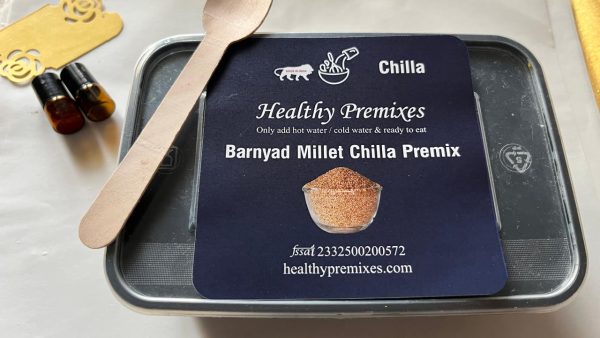 Chilla
Healthy Premixes
Only add hot water / cold water & ready to eat
Barnyad Millet Chilla Premix
fssai 2332500200572
healthypremixes.com